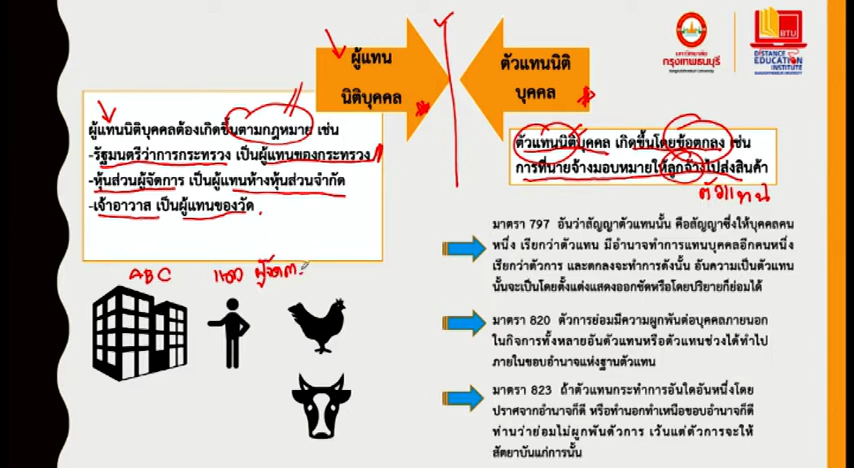 ผู้แทน
นิติบุคคล
ตัวแทนนิติ
บุคคล
มหาวิทยาลัย
กรุงเทพธนบุรี
BTU
DISTANCE
EDUCATION
INSTITUTE
ผู้แทนนิติบุคคลต้องเกิดขึ้นตามกฎหมาย เช่น
-รัฐมนตรีว่าการกระทรวง เป็นผู้แทนของกระทรวง
-หุ้นส่วนผู้จัดการ เป็นผู้แทนห้างหุ้นส่วนจำกัด
-เจ้าอาวาส เป็นผู้แทนของวัด
ตัวแทนนิติบุคคล เกิดขึ้นโดยข้อตกลง เช่น
การที่นายจ้างมอบหมายให้ลูกจ้างไปส่งสินค้า
ตัวแทน
ABC
แดง ผู้จัดก
มาตรา 797 อันว่าสัญญาตัวแทนนั้น คือสัญญาซึ่งให้บุคคลคน
หนึ่ง เรียกว่าตัวแทน มีอำนาจทำการแทนบุคคลอีกคนหนึ่ง
เรียกว่าตัวการ และตกลงจะทำการดังนั้น อันความเป็นตัวแทน
นั้นจะเป็นโดยตั้งแต่งแสดงออกชัดหรือโดยปริยายก็ย่อมได้
มาตรา 820 ตัวการย่อมมีความผูกพันต่อบุคคลภายนอก
ในกิจการทั้งหลายอันตัวแทนหรือตัวแทนช่วงได้ทำไป
ภายในขอบอำนาจแห่งฐานตัวแทน
มาตรา 823 ถ้าตัวแทนกระทำการอันใดอันหนึ่งโดย
ปราศจากอำนาจก็ดี หรือทำนอกทำเหนือขอบอำนาจก็ดี
ท่านว่าย่อมไม่ผูกพันตัวการ เว้นแต่ตัวการจะให้
สัตยาบันแก่การนั้น